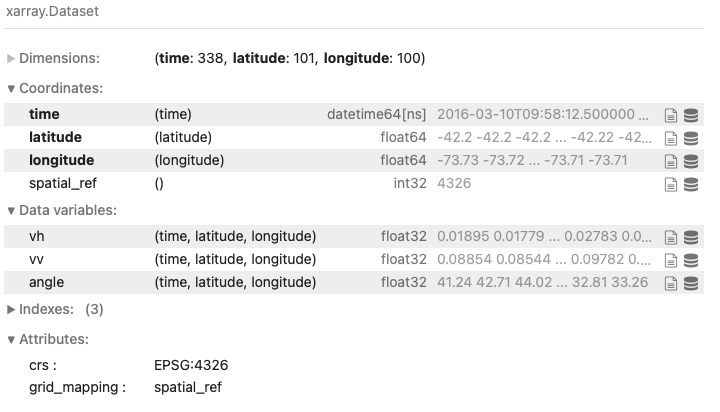 xarray.Dataset
▶ Dimensions: (time: 338, latitude: 101, longitude: 100)
▼ Coordinates:
time (time) datetime64[ns] 2016-03-10T09:58:12.500000 ...
latitude (latitude) float64 -42.2 -42.2 -42.2 ... -42.22 -42...
longitude (longitude) float64 -73.73 -73.72 ... -73.71 -73.71
spatial_ref () int32 4326
▼ Data variables:
vh (time, latitude, longitude) float32 0.01895 0.01779 ... 0.02783 0.0...
vv (time, latitude, longitude) float32 0.08854 0.08544 ... 0.09782 0....
angle (time, latitude, longitude) float32 41.24 42.71 44.02 ... 32.81 33.26
▶ Indexes: (3)
▼ Attributes:
crs : EPSG:4326
grid_mapping : spatial_ref